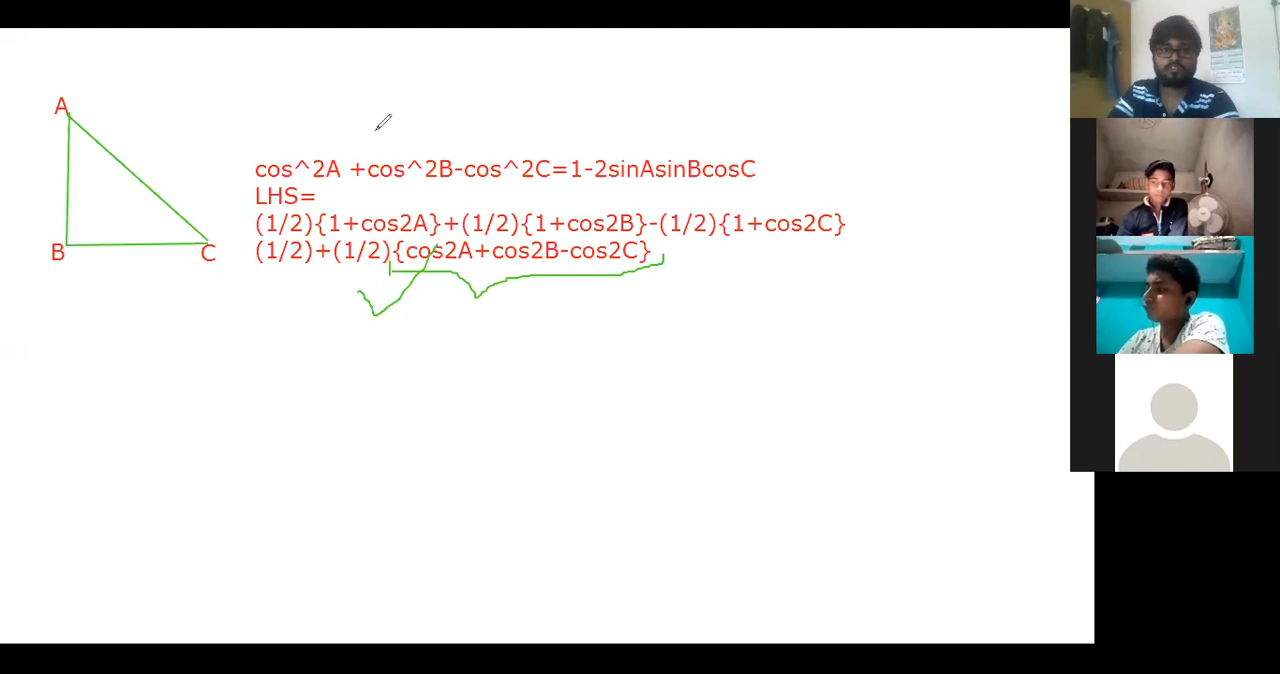 A
B
C
cos^2A +cos^2B-cos^2C=1-2sinAsinBcosC
LHS=
(1/2){1+cos2A}+(1/2){1+cos2B}-(1/2){1+cos2C}
(1/2)+(1/2){cos2A+cos2B-cos2C}